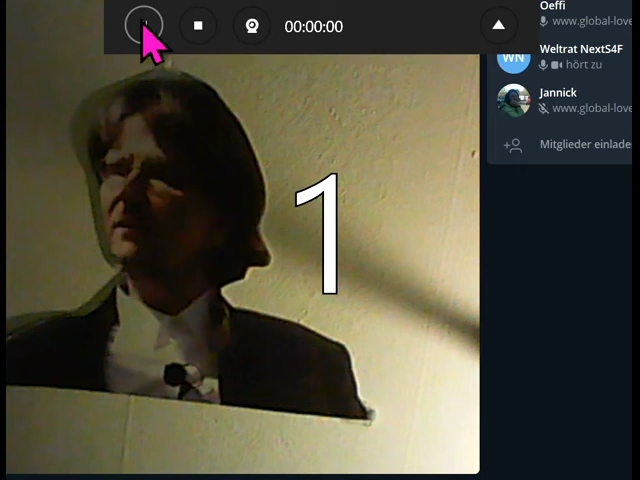 00:00:00
Oeffi
www.global-love
WN
Weltrat NextS4F
hört zu
Jannick
www.global-love
Mitglieder einlade
1